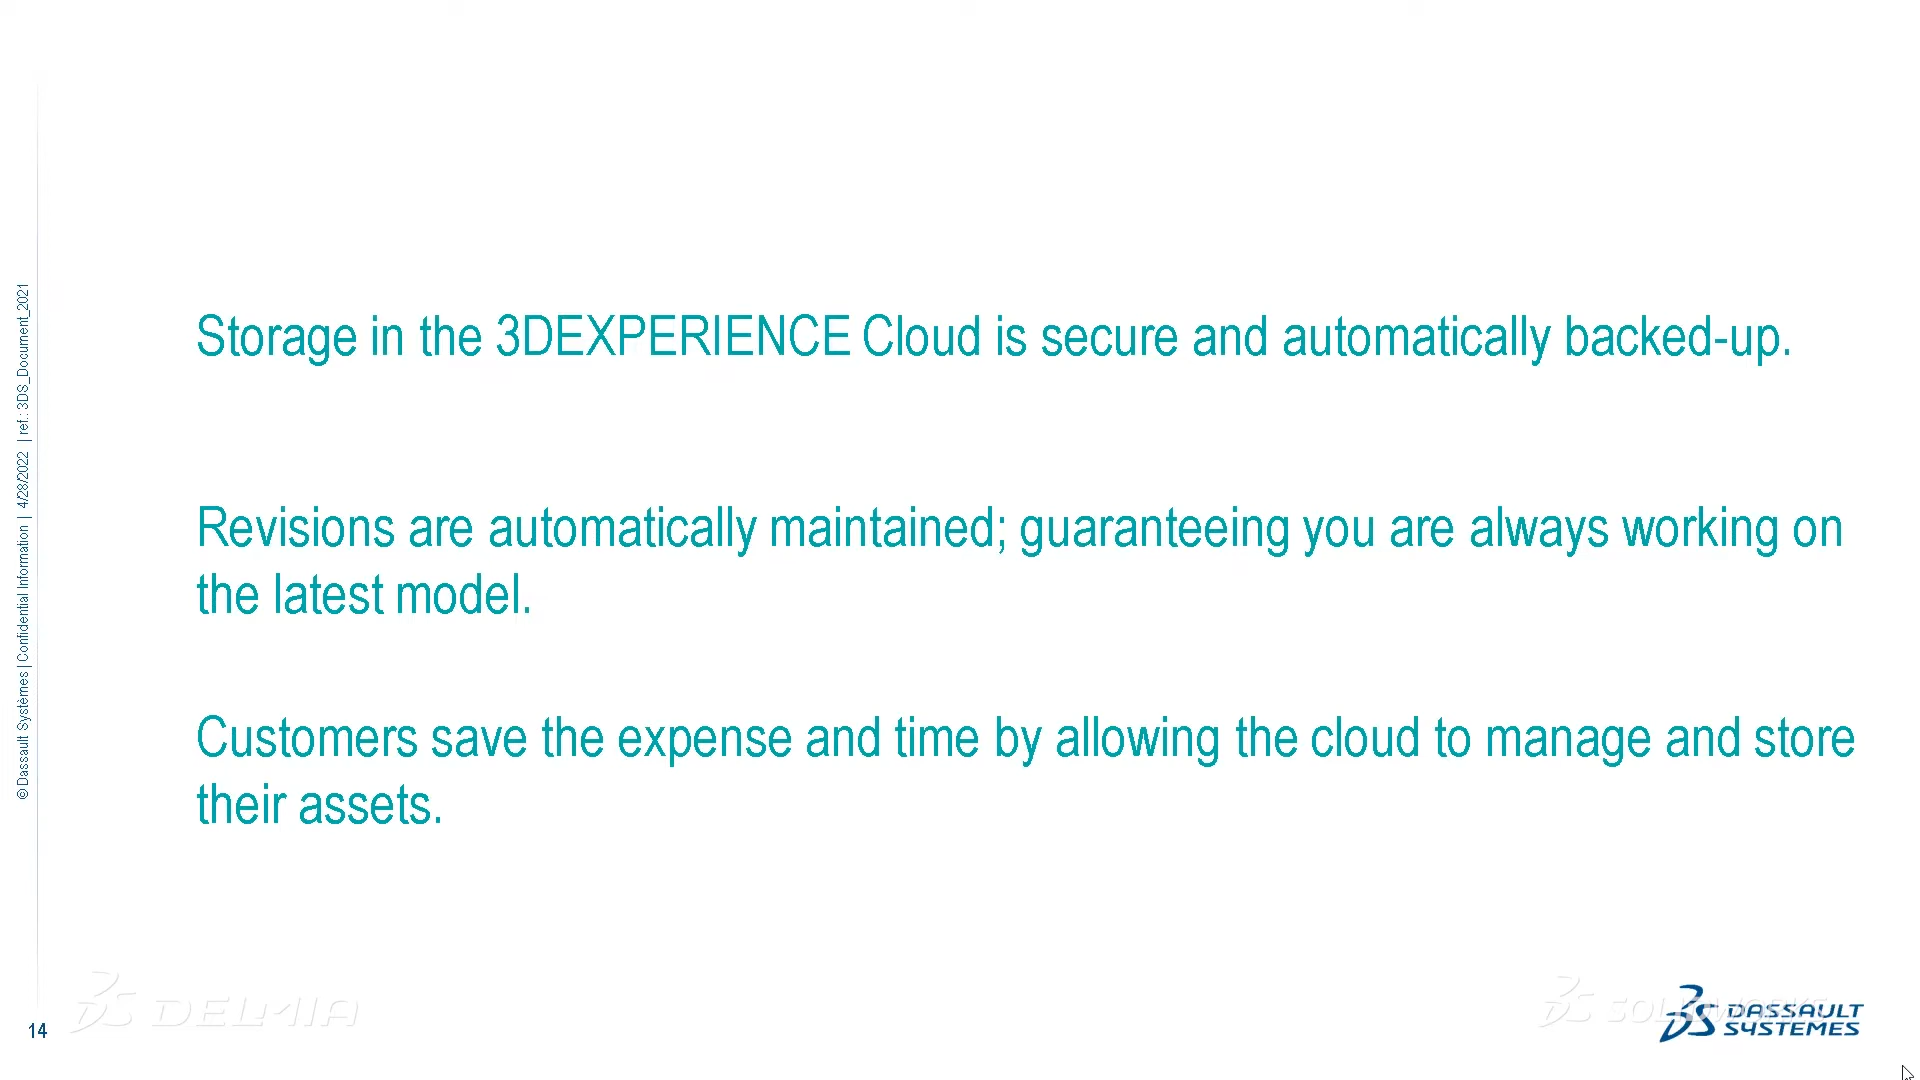 © Dassault Systèmes | Confidential Information | 4/28/2022 | ref.: 3DS_Document_2021
Storage in the 3DEXPERIENCE Cloud is secure and automatically backed-up.
Revisions are automatically maintained; guaranteeing you are always working on
the latest model.
Customers save the expense and time by allowing the cloud to manage and store
their assets.
14
DELMIA
SOLIDWORKS
DASSAULT
SYSTEMES